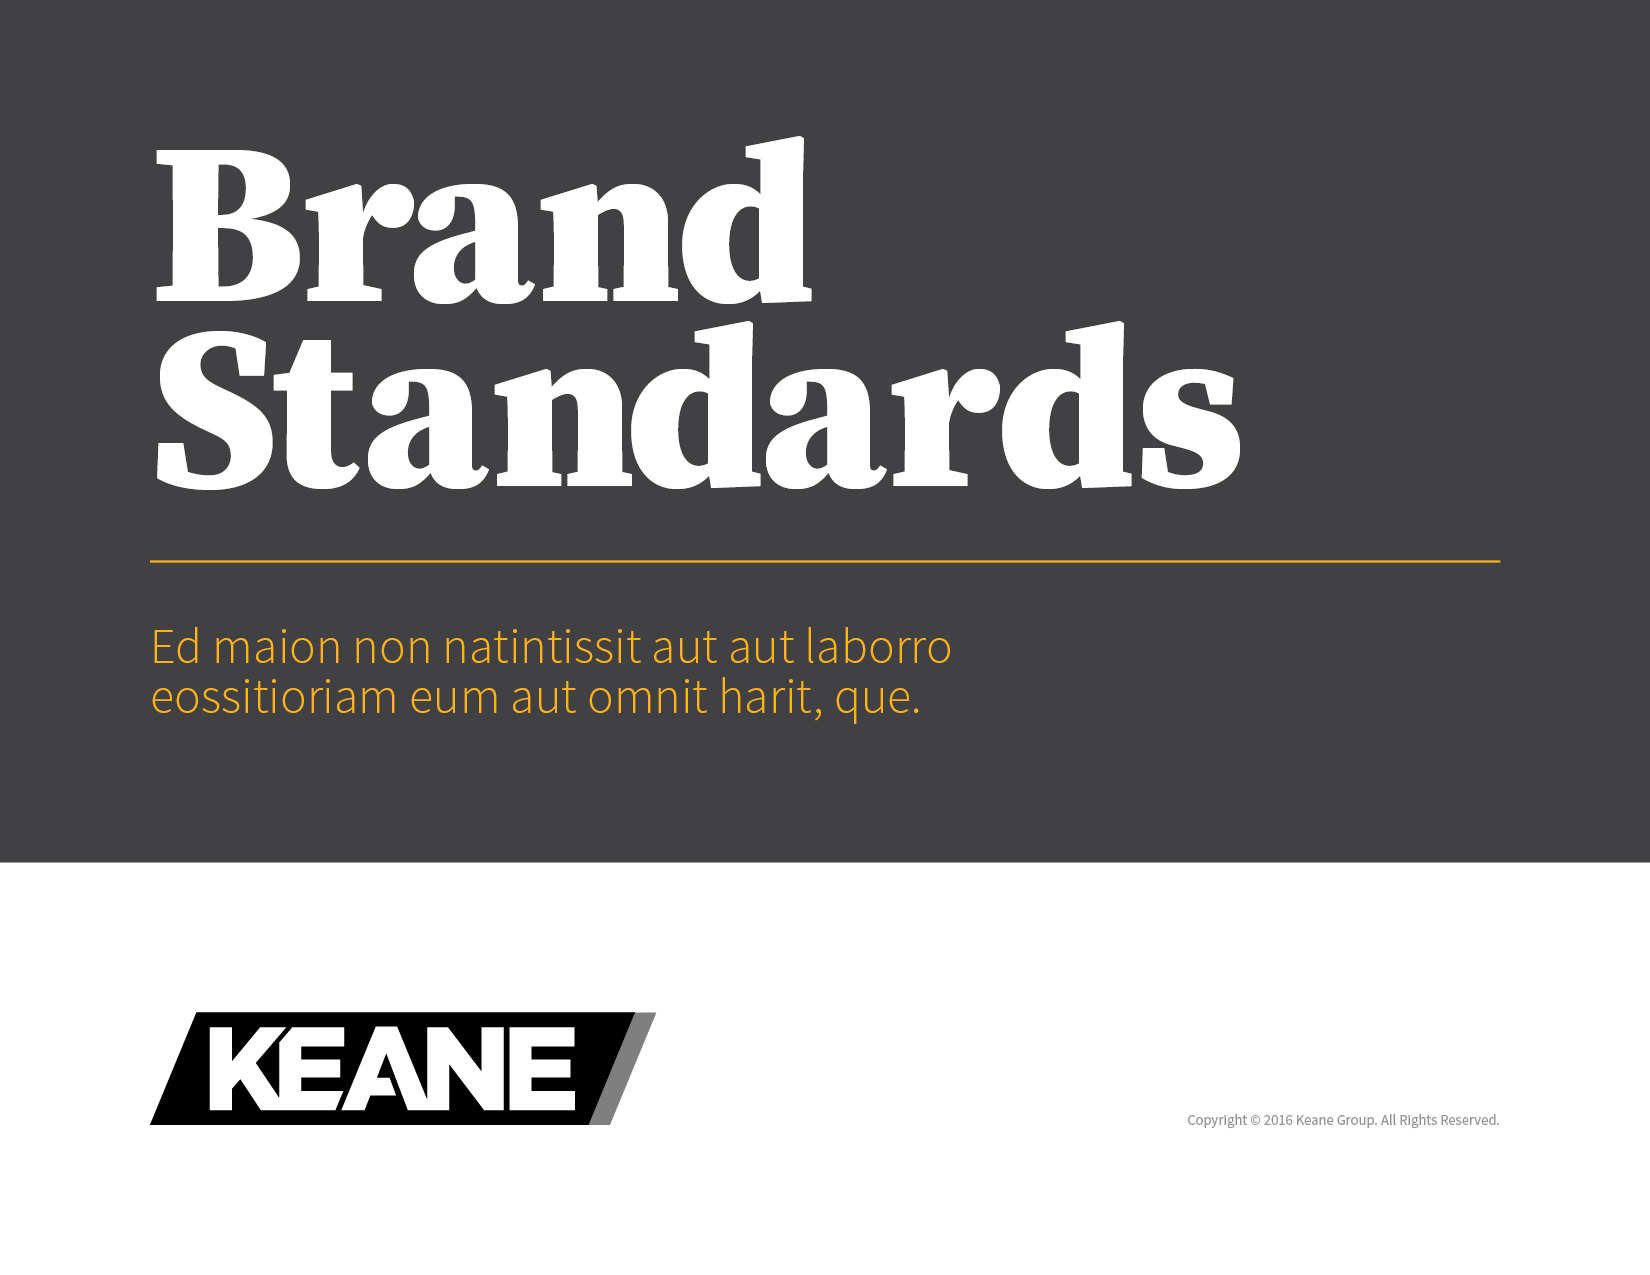 Brand
Standards
Ed maion non natintissit aut aut laborro
eossitioriam eum aut omnit harit, que.
KEANE
Copyright © 2016 Keane Group. All Rights Reserved.